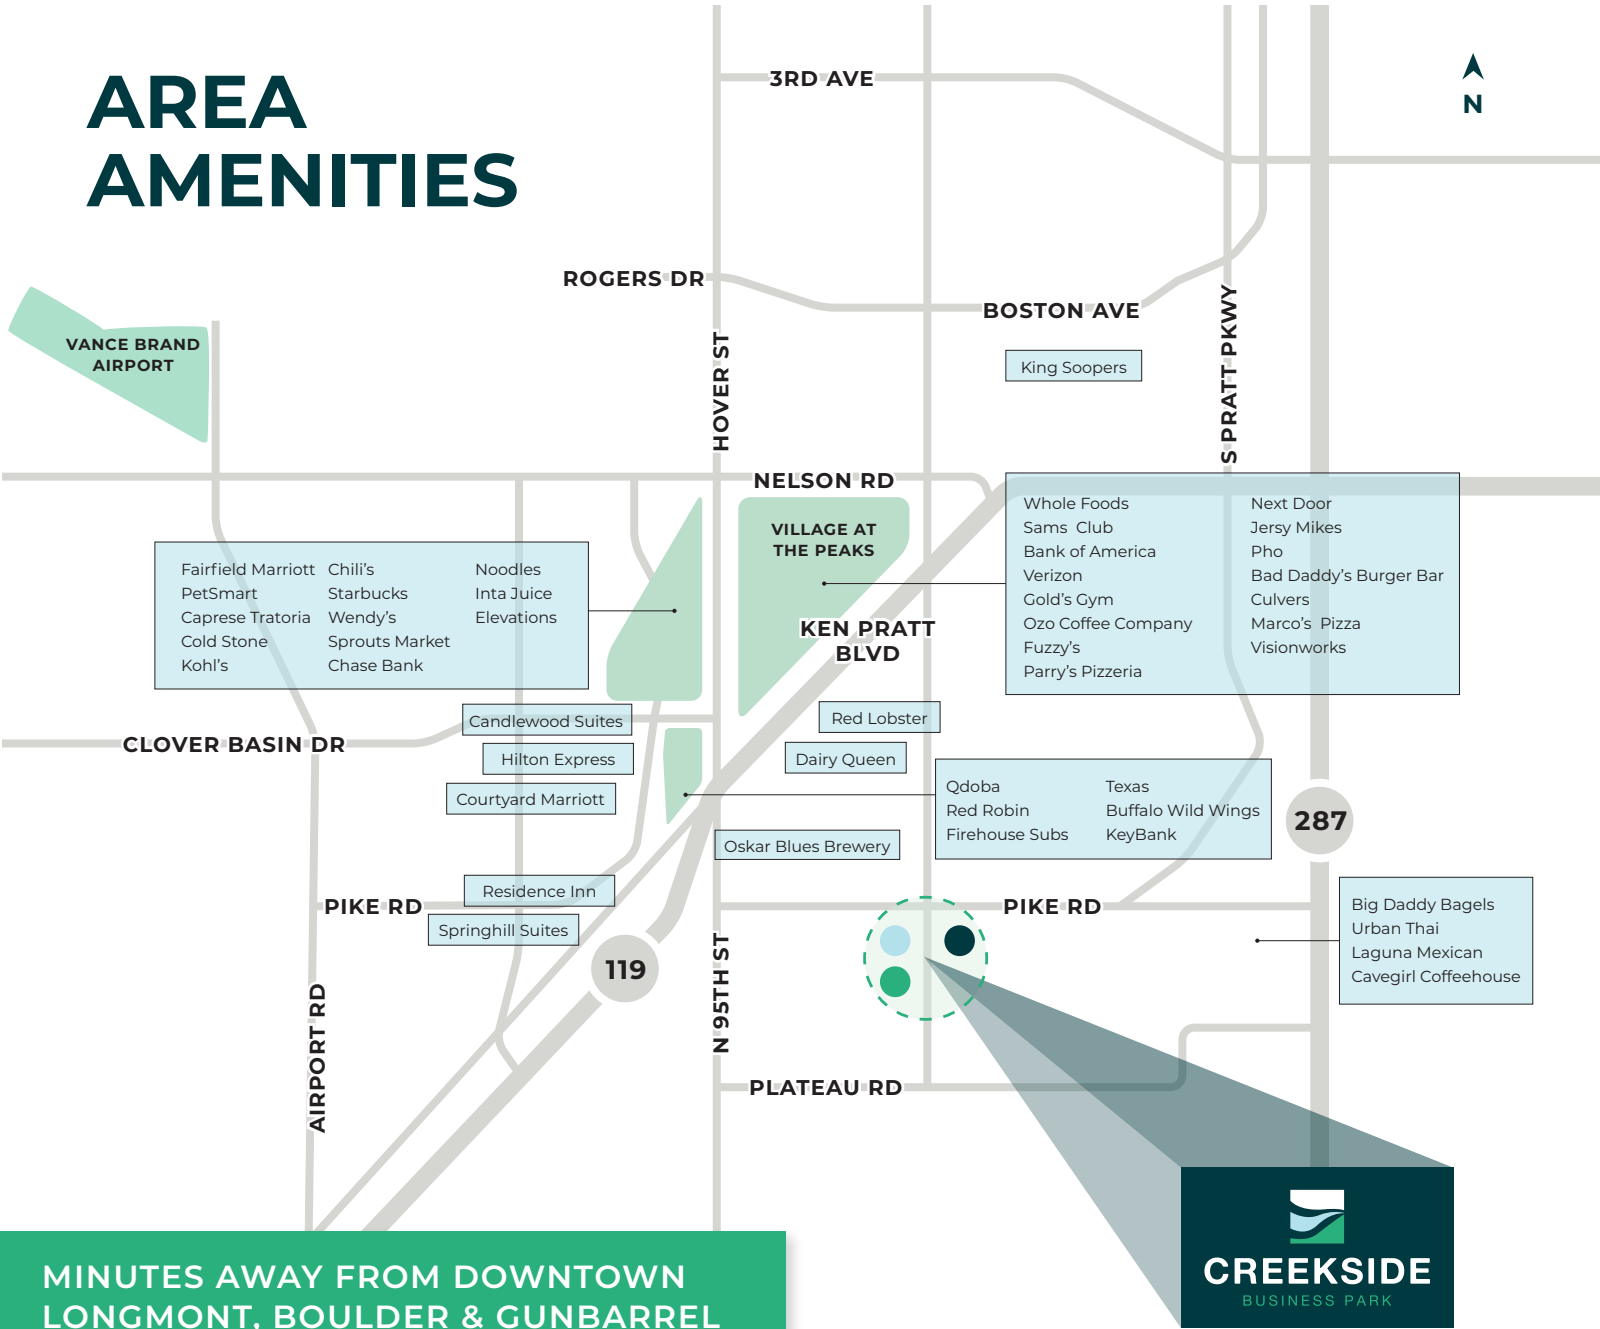 AREA
AMENITIES
N
3RD AVE
ROGERS DR
BOSTON AVE
VANCE BRAND
AIRPORT
HOVER ST
S PRATT PKWY
King Soopers
NELSON RD
VILLAGE AT
THE PEAKS
Whole Foods
Sams  Club
Bank of America
Verizon
Gold's Gym
Ozo Coffee Company
Fuzzy's
Parry's Pizzeria
Next Door
Jersy Mikes
Pho
Bad Daddy's Burger Bar
Culvers
Marco's  Pizza
Visionworks
Fairfield Marriott
PetSmart
Caprese Tratoria
Cold Stone
Kohl's
Chili's
Starbucks
Wendy's
Sprouts Market
Chase Bank
Noodles
Inta Juice
Elevations
KEN PRATT
BLVD
Candlewood Suites
Red Lobster
CLOVER BASIN DR
Hilton Express
Dairy Queen
Courtyard Marriott
Qdoba
Red Robin
Firehouse Subs
Texas
Buffalo Wild Wings
KeyBank
287
Oskar Blues Brewery
Residence Inn
PIKE RD
PIKE RD
Springhill Suites
Big Daddy Bagels
Urban Thai
Laguna Mexican
Cavegirl Coffeehouse
119
N 95TH ST
AIRPORT RD
PLATEAU RD
CREEKSIDE
BUSINESS PARK
MINUTES AWAY FROM DOWNTOWN
LONGMONT, BOULDER & GUNBARREL